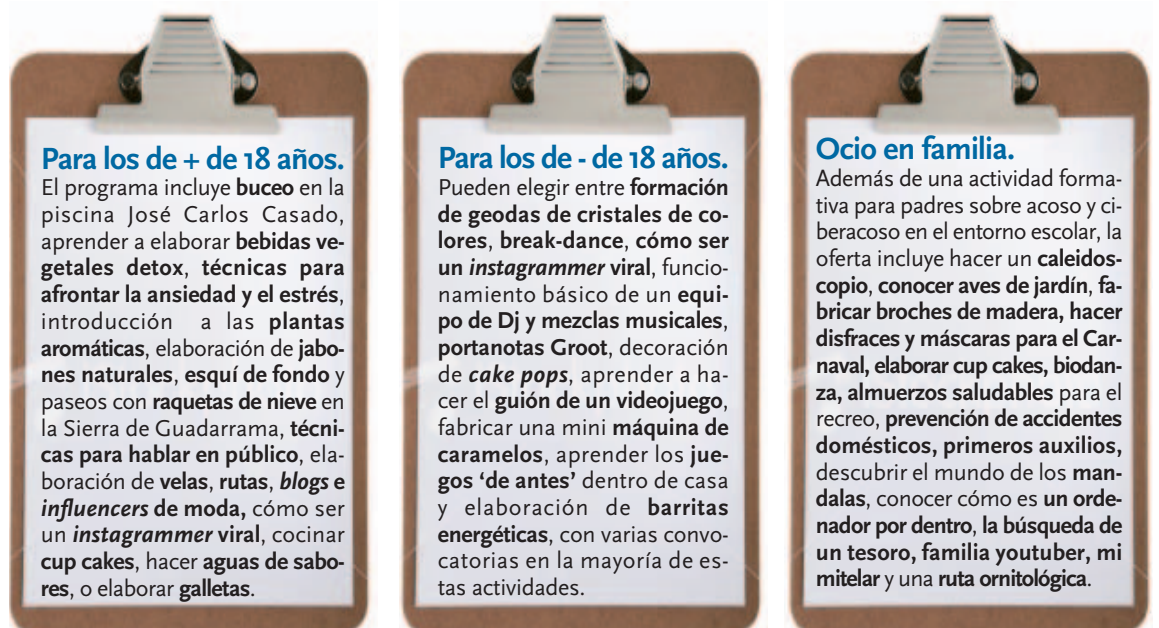 Para los de + de 18 años.
El programa incluye buceo en la
piscina José Carlos Casado,
aprender a elaborar bebidas ve-
getales detox, técnicas para
afrontar la ansiedad y el estrés,
introducción a las plantas
aromáticas, elaboración de jabo-
nes naturales, esquí de fondo y
paseos con raquetas de nieve en
la Sierra de Guadarrama, técni-
cas para hablar en público, ela-
boración de velas, rutas, blogs e
influencers de moda, cómo ser
un instagrammer viral, cocinar
cup cakes, hacer aguas de sabo-
res, o elaborar galletas.
Para los de - de 18 años.
Pueden elegir entre formación
de geodas de cristales de co-
lores, break-dance, cómo ser
un instagrammer viral, funcio-
namiento básico de un equi-
po de Dj y mezclas musicales,
portanotas Groot, decoración
de cake pops, aprender a ha-
cer el guión de un videojuego,
fabricar una mini máquina de
caramelos, aprender los jue-
gos 'de antes' dentro de casa
y elaboración de barritas
energéticas, con varias convo-
catorias en la mayoría de es-
tas actividades.
Ocio en familia.
Además de una actividad forma-
tiva para padres sobre acoso y ci-
beracoso en el entorno escolar, la
oferta incluye hacer un caleidos-
copio, conocer aves de jardín, fa-
bricar broches de madera, hacer
disfraces y máscaras para el Car-
naval, elaborar cup cakes, biodan-
za, almuerzos saludables para el
recreo, prevención de accidentes
domésticos, primeros auxilios,
descubrir el mundo de los man-
dalas, conocer cómo es un orde-
nador por dentro, la búsqueda de
un tesoro, familia youtuber, mi
mitelar y una ruta ornitológica.